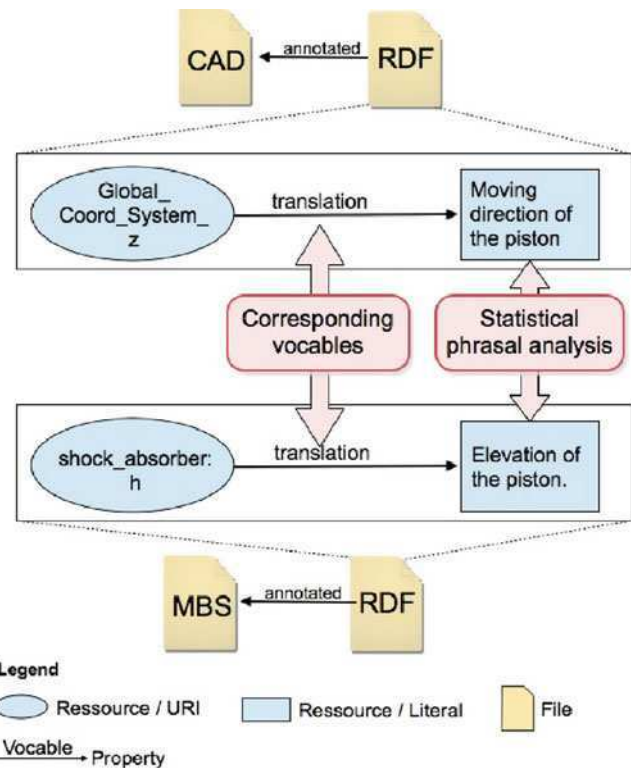 CAD
annotated
RDF
Global_
Coord_System_
z
translation
Moving
direction of
the piston
Corresponding
vocables
Statistical
phrasal analysis
shock_absorber:
h
translation
Elevation of
the piston.
MBS
annotated
RDF
Legend
Ressource / URI
Ressource / Literal
File
Vocable
Property